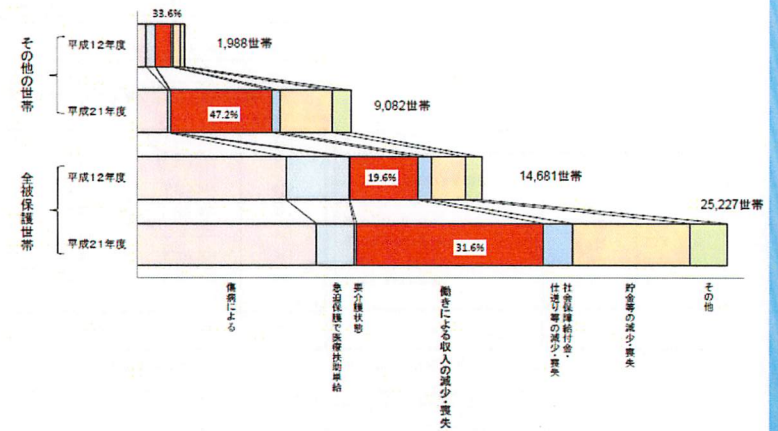 33.6%
その他の世帯
平成12年度
1,988世帯
平成21年度
47.2%
9,082世帯
全被保護世帯
平成12年度
19.6%
14,681世帯
25,227世帯
平成21年度
31.6%
傷病による
急迫保護で医療扶助単給
要介護状態
働きによる収入の減少・喪失
社会保障給付金・
仕送り等の減少・喪失
貯金等の減少・喪失
その他